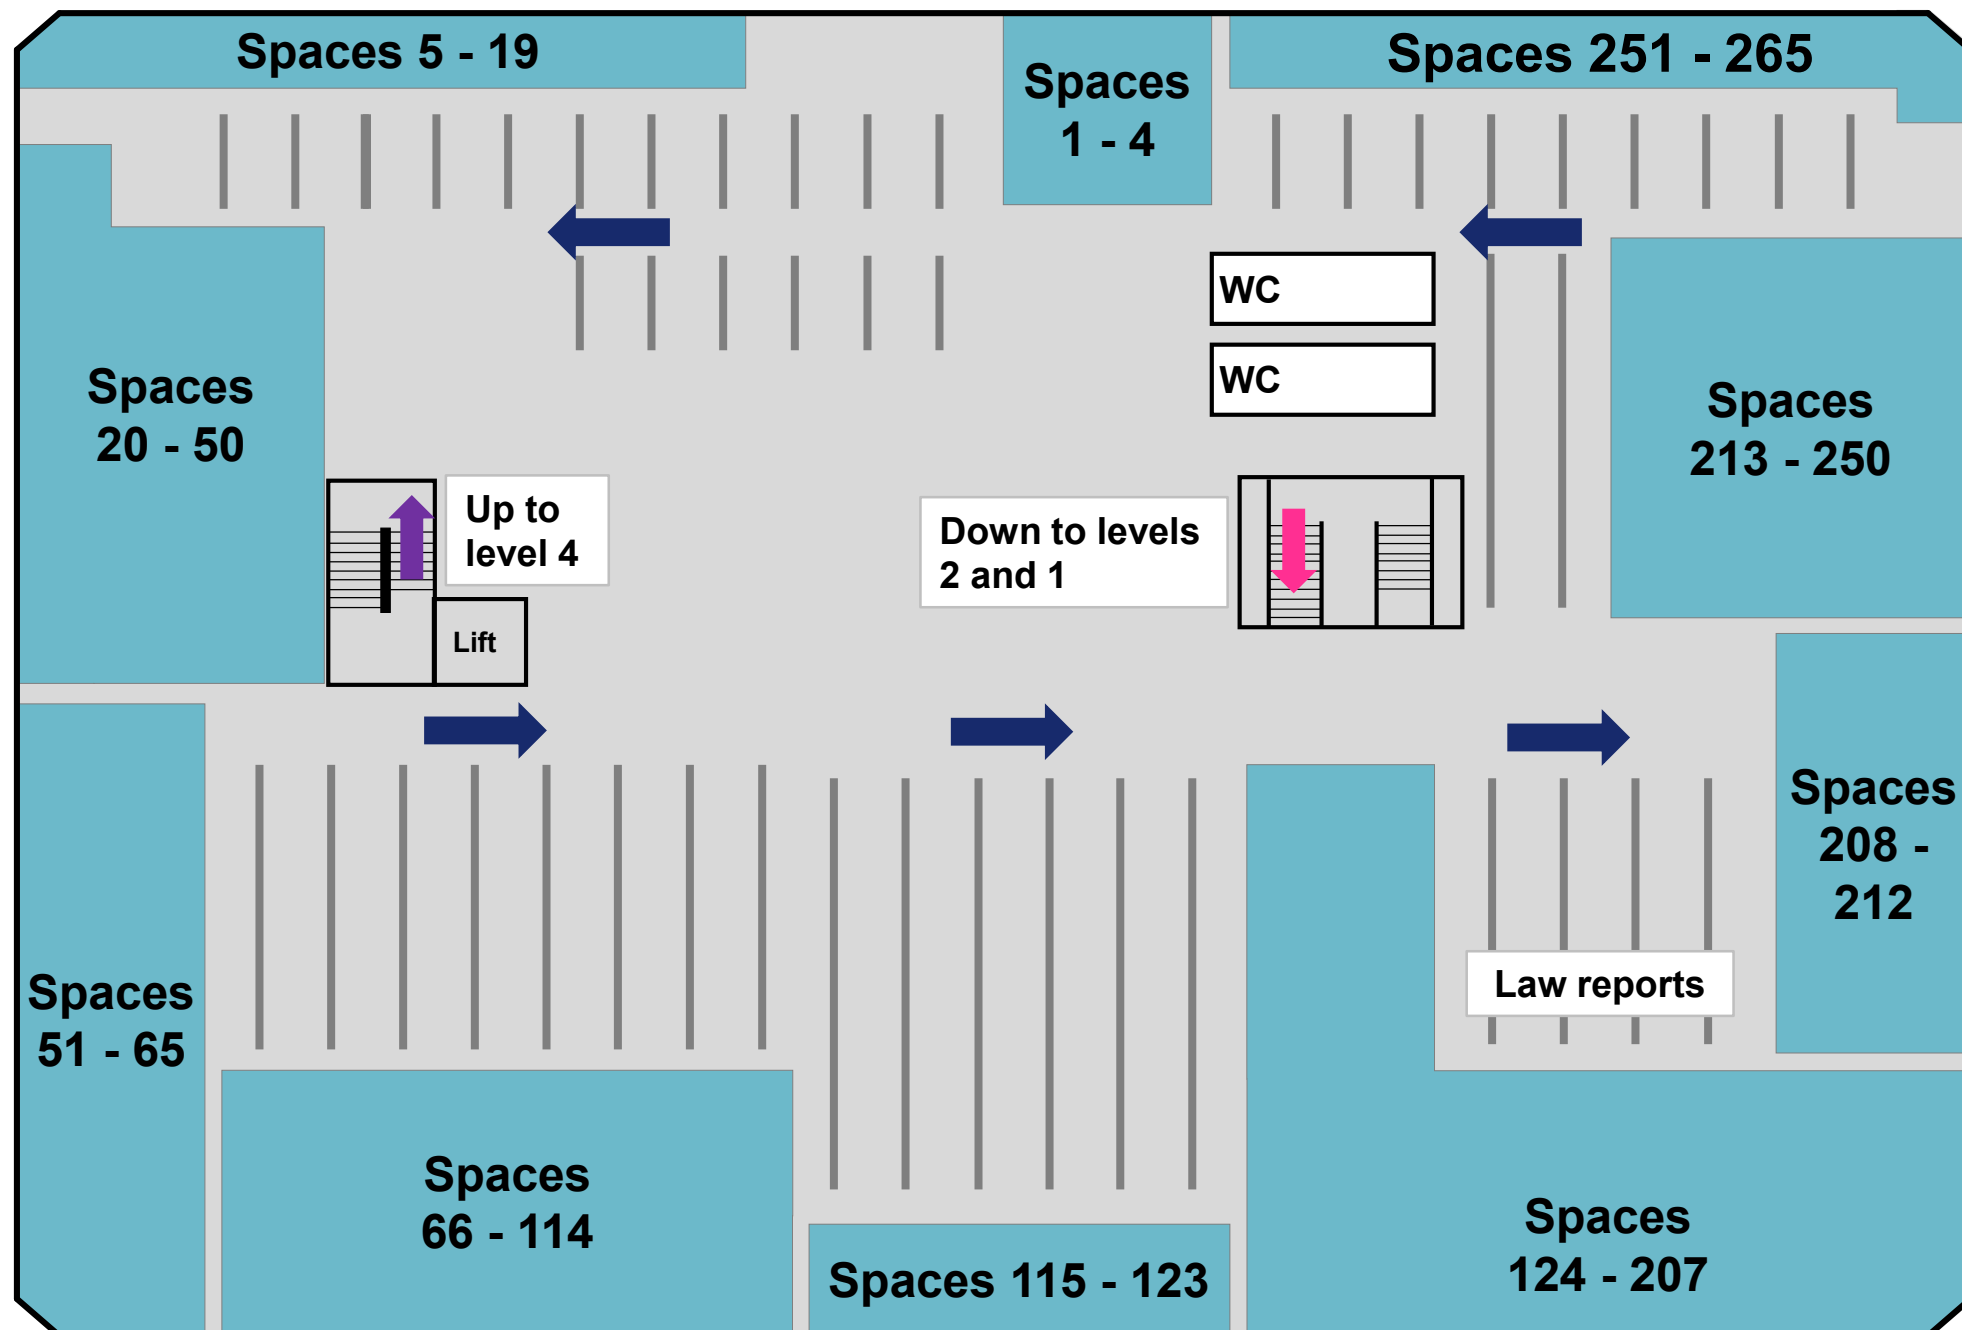 Spaces 5 - 19
Spaces
1 - 4
Spaces 251 - 265
WC
WC
Spaces
20 - 50
Spaces
213 - 250
Up to
level 4
Down to levels
2 and 1
Lift
Spaces
208 -
212
Law reports
Spaces
51 - 65
Spaces
66 - 114
Spaces 115 - 123
Spaces
124 - 207